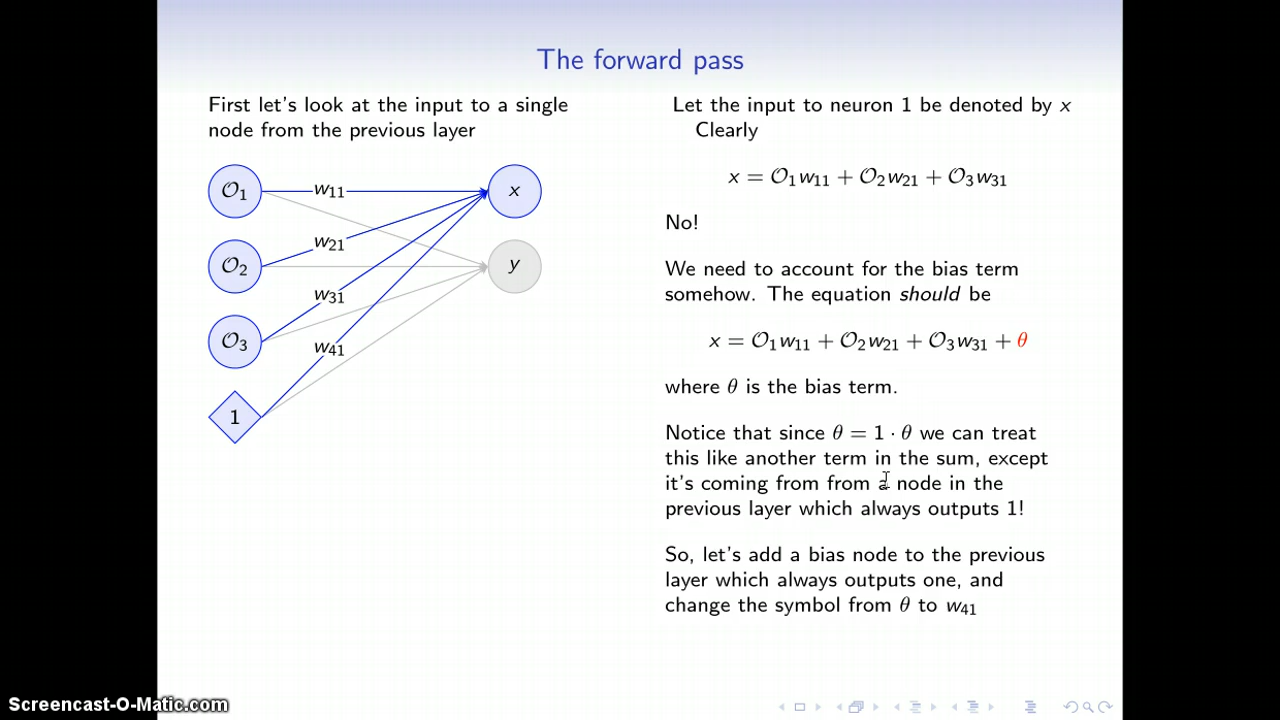 The forward pass
First let's look at the input to a single
node from the previous layer
𝒪₁
w₁₁
x
w₂₁
𝒪₂
y
w₃₁
𝒪₃
w₄₁
1
Let the input to neuron 1 be denoted by x
Clearly
x = 𝒪₁w₁₁ + 𝒪₂w₂₁ + 𝒪₃w₃₁
No!
We need to account for the bias term
somehow. The equation should be
x = 𝒪₁w₁₁ + 𝒪₂w₂₁ + 𝒪₃w₃₁ + θ
where θ is the bias term.
Notice that since θ = 1 · θ we can treat
this like another term in the sum, except
it's coming from from a node in the
previous layer which always outputs 1!
So, let's add a bias node to the previous
layer which always outputs one, and
change the symbol from θ to w₄₁
Screencast-O-Matic.com